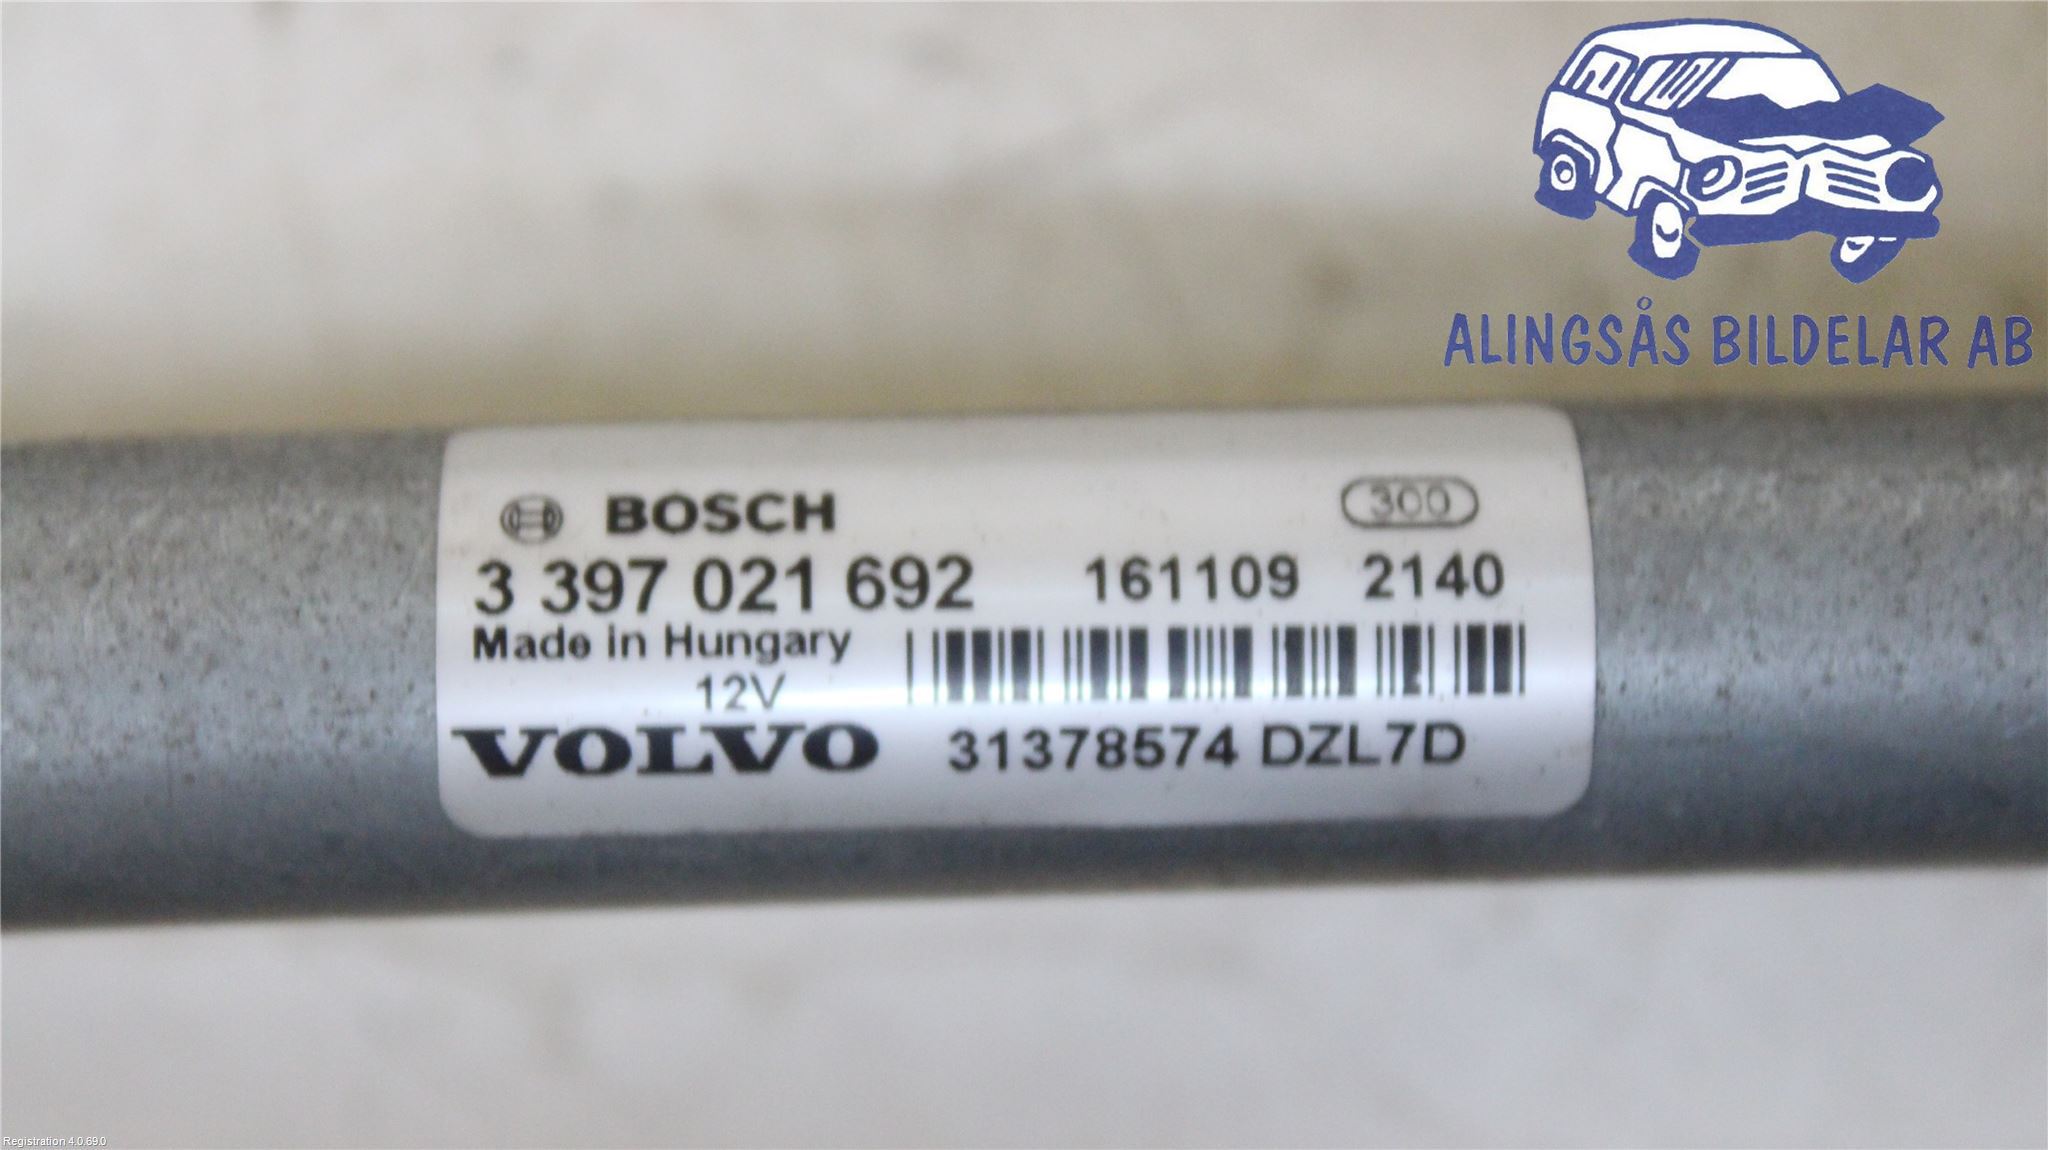 ALINGSÅS BILDELAR AB
BOSCH 300
3 397 021 692 161109 2140
Made in Hungary
12V
VOLVO 31378574 DZL7D
Registration 4.0.69.0